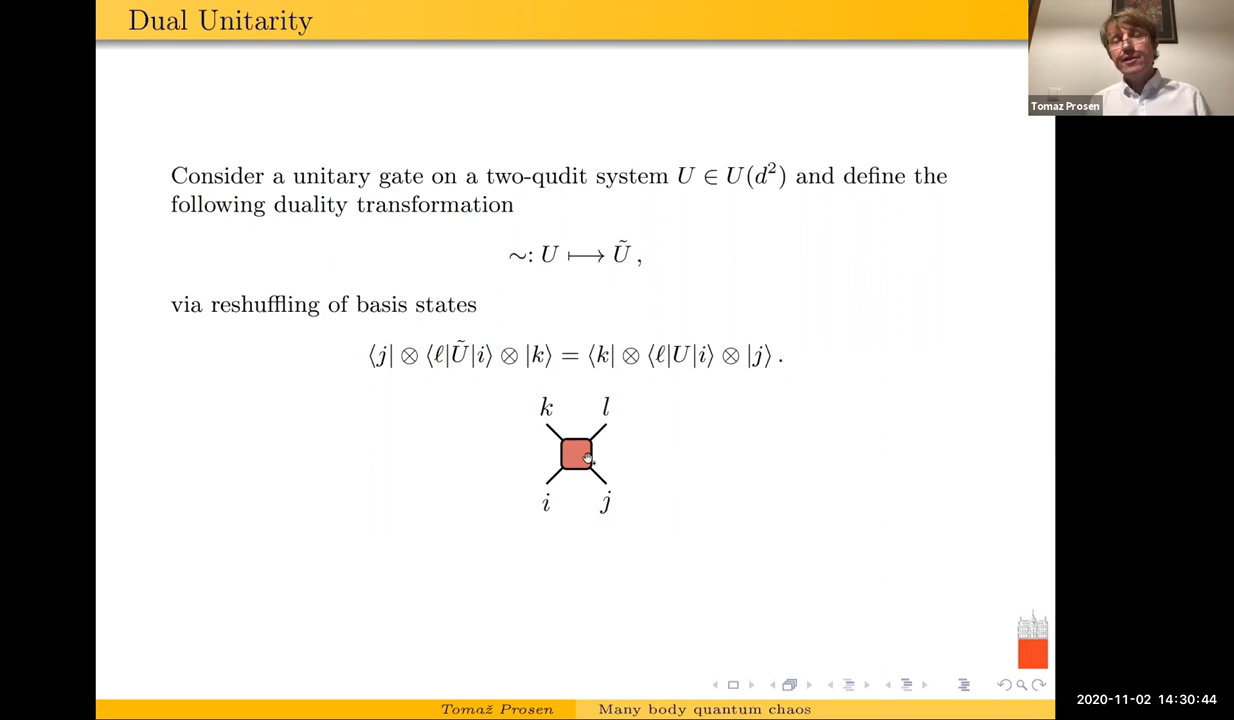 Dual Unitarity
Tomaz Prosen
Consider a unitary gate on a two-qudit system U ∈ U(d²) and define the
following duality transformation
∼: U ⟼ Ũ ,
via reshuffling of basis states
⟨j| ⊗ ⟨ℓ|Ũ|i⟩ ⊗ |k⟩ = ⟨k| ⊗ ⟨ℓ|U|i⟩ ⊗ |j⟩ .
k l
i j
Tomaž Prosen Many body quantum chaos
2020-11-02 14:30:44